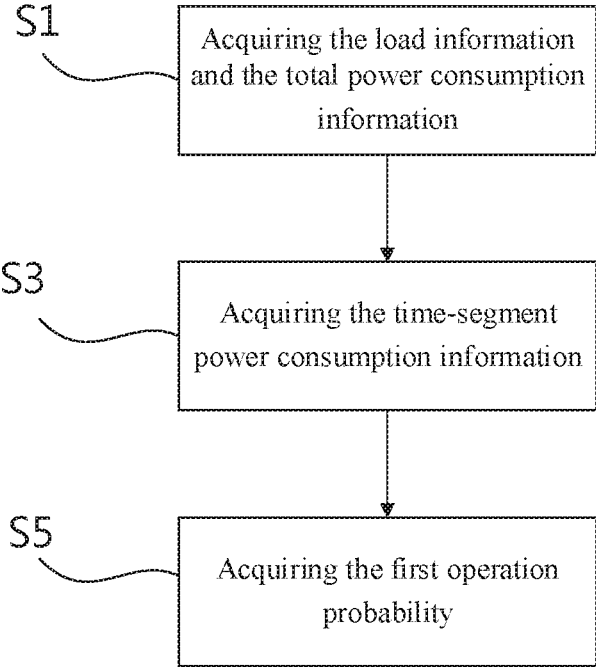 S1
Acquiring the load information
and the total power consumption
information
S3
Acquiring the time-segment
power consumption information
S5
Acquiring the first operation
probability